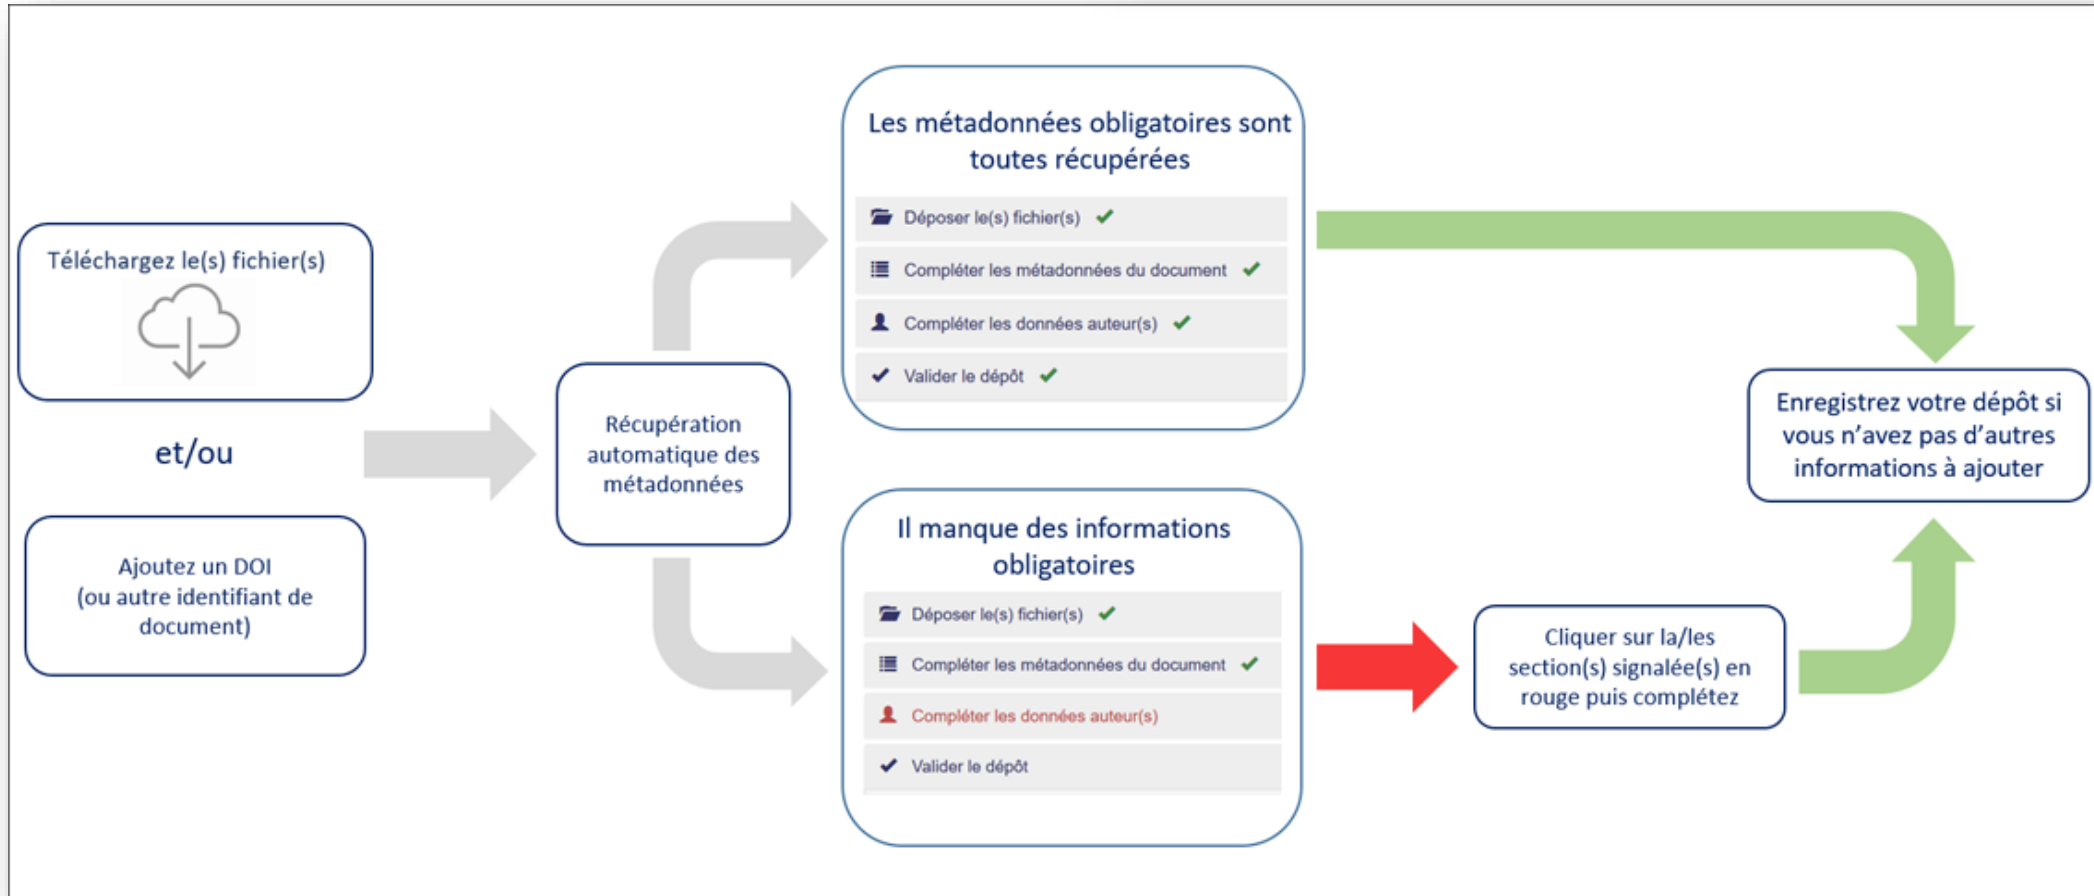 Téléchargez le(s) fichier(s)
et/ou
Ajoutez un DOI
(ou autre identifiant de
document)
Récupération
automatique des
métadonnées
Les métadonnées obligatoires sont
toutes récupérées
Déposer le(s) fichier(s)
Compléter les métadonnées du document
Compléter les données auteur(s)
Valider le dépôt
Il manque des informations
obligatoires
Déposer le(s) fichier(s)
Compléter les métadonnées du document
Compléter les données auteur(s)
Valider le dépôt
Cliquer sur la/les
section(s) signalée(s) en
rouge puis complétez
Enregistrez votre dépôt si
vous n’avez pas d’autres
informations à ajouter